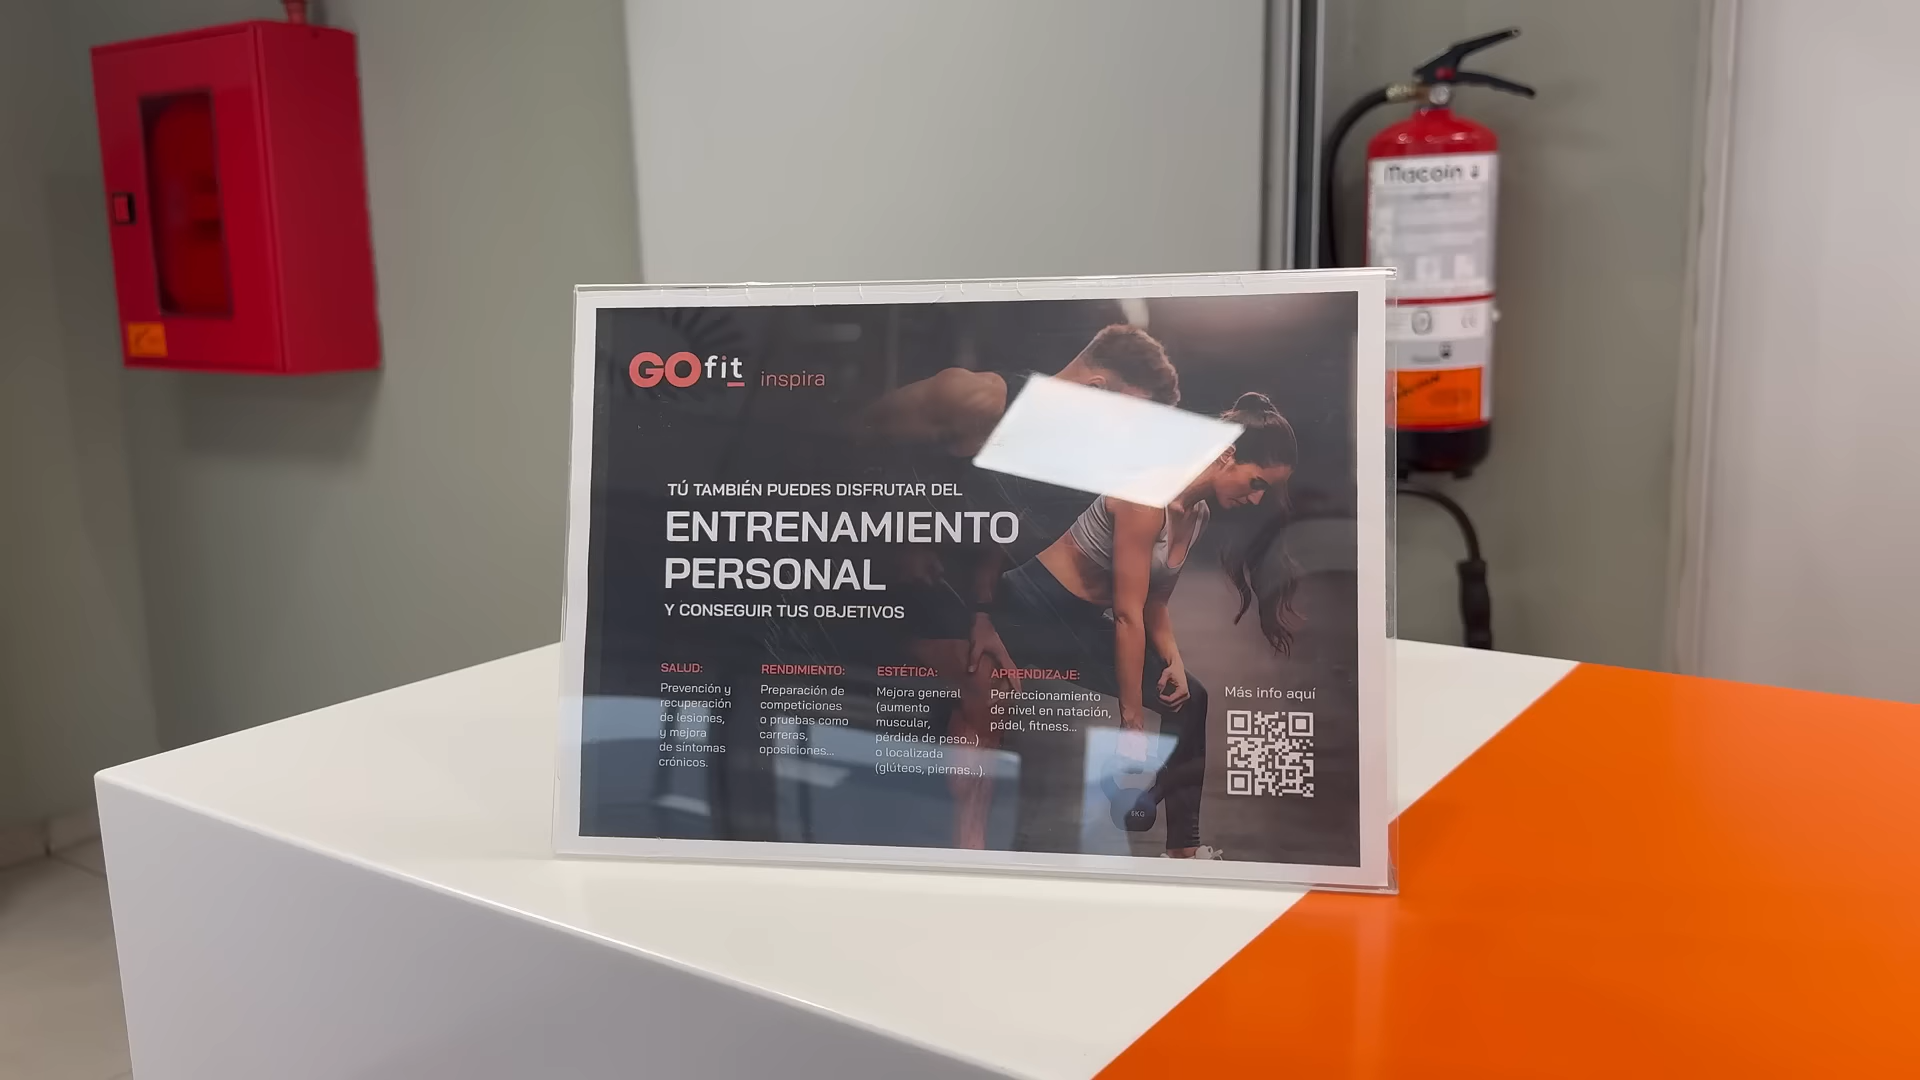 GOfit inspira
TÚ TAMBIÉN PUEDES DISFRUTAR DEL
ENTRENAMIENTO
PERSONAL
Y CONSEGUIR TUS OBJETIVOS
SALUD:
Prevención y
recuperación
de lesiones,
y mejora
de síntomas
crónicos.
RENDIMIENTO:
Preparación de
competiciones
o pruebas como
carreras,
oposiciones...
ESTÉTICA:
Mejora general
(aumento
muscular,
pérdida de peso...)
o localizada
(glúteos, piernas...).
APRENDIZAJE:
Perfeccionamiento
de nivel en natación,
pádel, fitness...
Más info aquí
Macoin